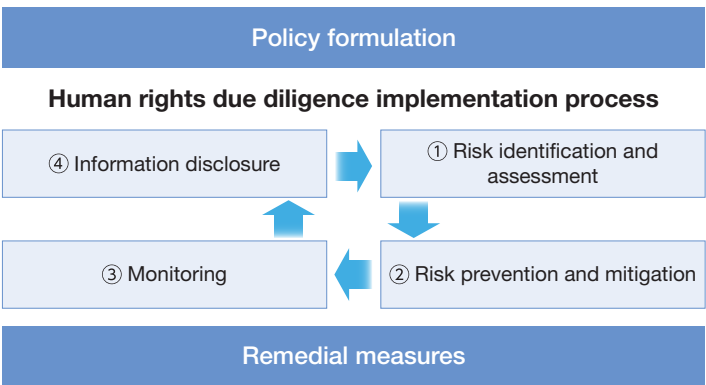 Policy formulation
Human rights due diligence implementation process
④ Information disclosure
① Risk identification and
assessment
③ Monitoring
② Risk prevention and mitigation
Remedial measures